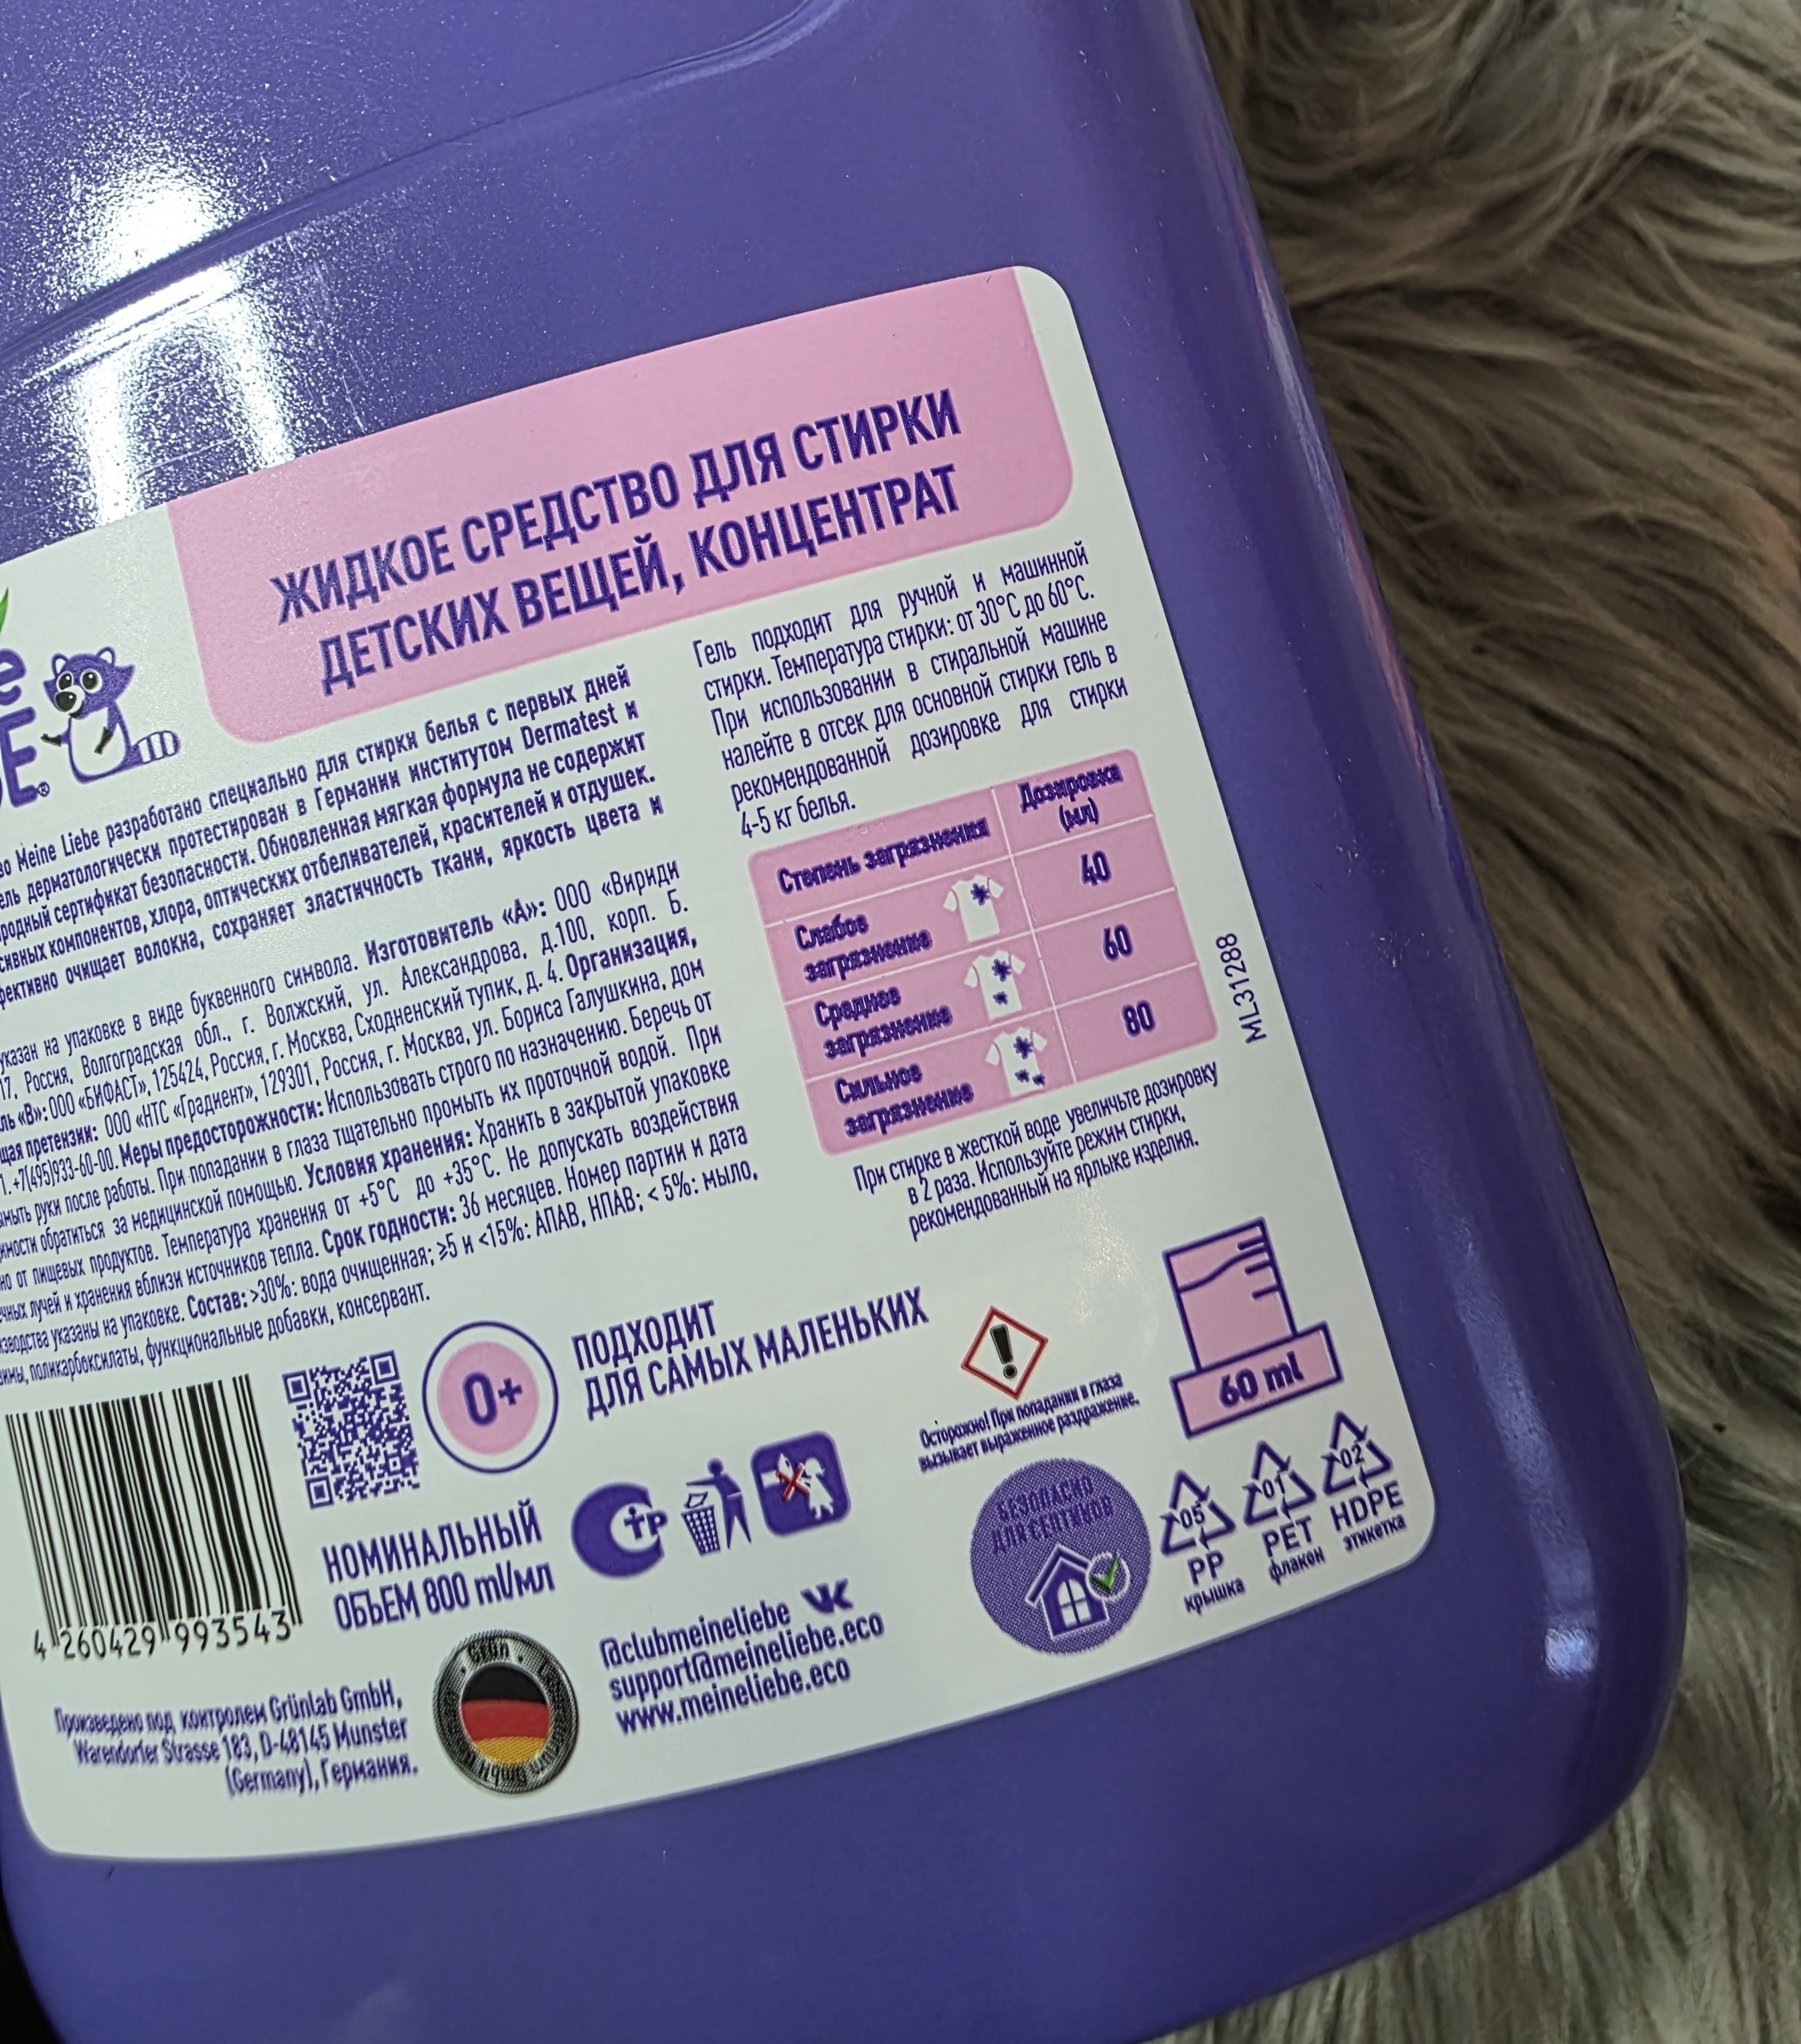 ЖИДКОЕ СРЕДСТВО ДЛЯ СТИРКИ
ДЕТСКИХ ВЕЩЕЙ, КОНЦЕНТРАТ
Meine Liebe разработано специально для стирки белья с первых дней
дерматологически протестирован в Германии институтом Dermatest и
сертификат безопасности. Обновленная мягкая формула не содержит
компонентов, хлора, оптических отбеливателей, красителей и отдушек.
очищает волокна, сохраняет эластичность ткани, яркость цвета и
указан на упаковке в виде буквенного символа. Изготовитель «А»: ООО «Вириди
17, Россия, Волгоградская обл., г. Волжский, ул. Александрова, д.100, корп. Б.
«В»: ООО «БИФАСТ», 125424, Россия, г. Москва, Сходненский тупик, д. 4. Организация,
претензии: ООО «НТС «Градиент», 129301, Россия, г. Москва, ул. Бориса Галушкина, дом
1. +7(495)933-60-00. Меры предосторожности: Использовать строго по назначению. Беречь от
руки после работы. При попадании в глаза тщательно промыть их проточной водой. При
обратиться за медицинской помощью. Условия хранения: Хранить в закрытой упаковке
от пищевых продуктов. Температура хранения от +5°С до +35°С. Не допускать воздействия
лучей и хранения вблизи источников тепла. Срок годности: 36 месяцев. Номер партии и дата
указаны на упаковке. Состав: >30%: вода очищенная; ≥5 и <15%: АПАВ, НПАВ; < 5%: мыло,
поликарбоксилаты, функциональные добавки, консервант.
Гель подходит для ручной и машинной
стирки. Температура стирки: от 30°С до 60°С.
При использовании в стиральной машине
налейте в отсек для основной стирки гель в
рекомендованной дозировке для стирки
4-5 кг белья.
Степень загрязнения
Дозировка
(мл)
Слабое
загрязнение
40
Среднее
загрязнение
60
Сильное
загрязнение
80
ML31288
При стирке в жесткой воде увеличьте дозировку
в 2 раза. Используйте режим стирки,
рекомендованный на ярлыке изделия.
60 ml
0+
ПОДХОДИТ
ДЛЯ САМЫХ МАЛЕНЬКИХ
Осторожно! При попадании в глаза
вызывает выраженное раздражение.
4 260429 993543
НОМИНАЛЬНЫЙ
ОБЪЕМ 800 ml/мл
БЕЗОПАСНО
ДЛЯ СЕПТИКОВ
05
PP
крышка
01
PET
флакон
02
HDPE
этикетка
@clubmeineliebe
support@meineliebe.eco
www.meineliebe.eco
Произведено под контролем Grünlab GmbH,
Warendorfer Strasse 183, D-48145 Munster
(Germany), Германия.